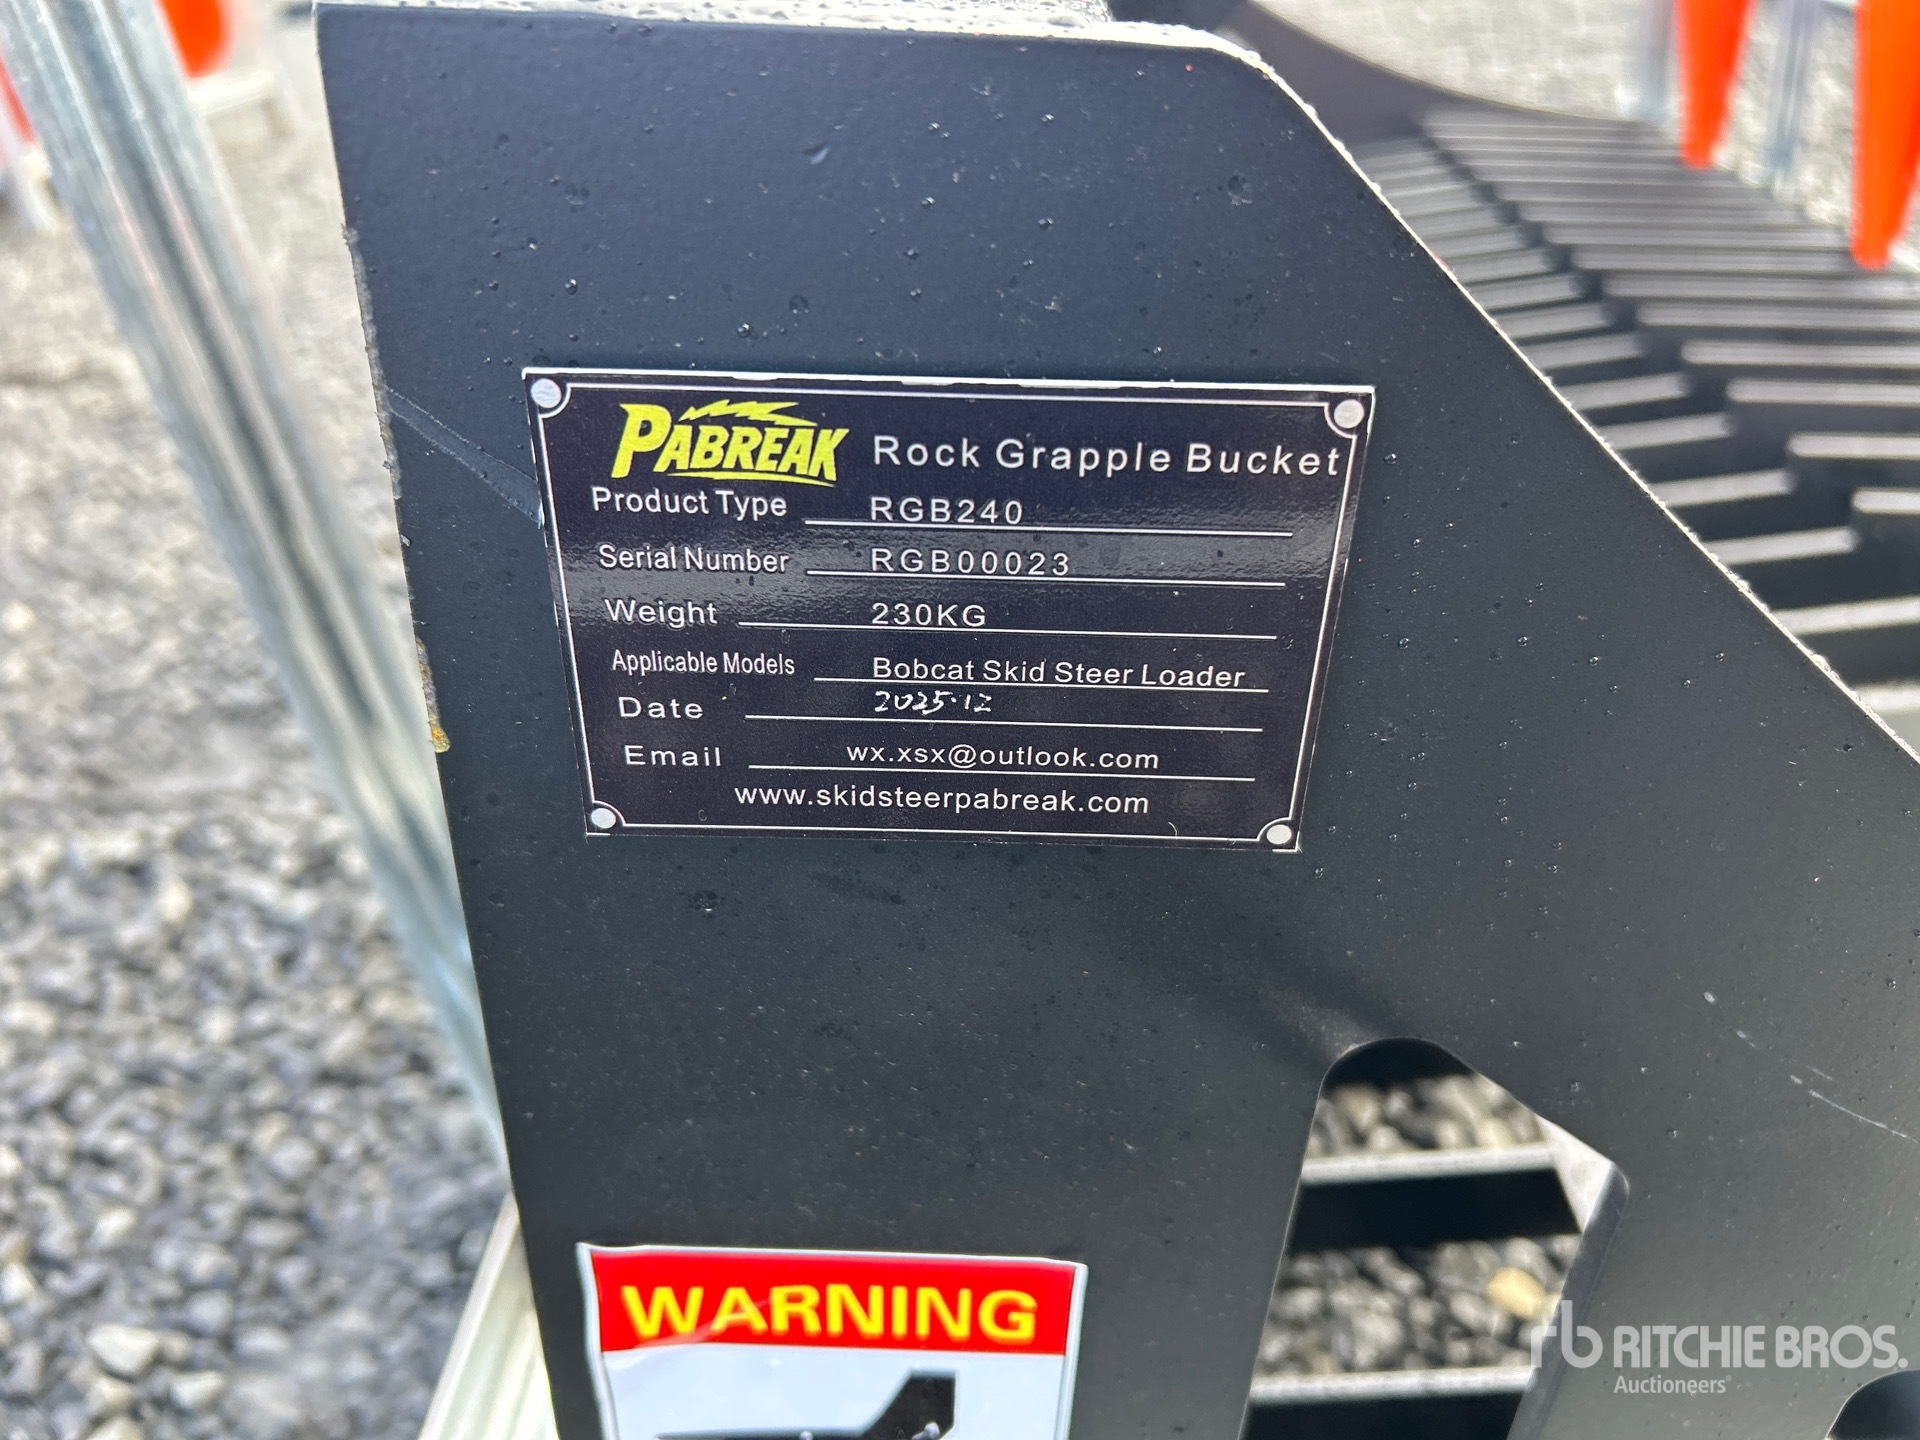 PABREAK Rock Grapple Bucket
Product Type RGB240
Serial Number RGB00023
Weight 230KG
Applicable Models Bobcat Skid Steer Loader
Date 2025.12
Email wx.xsx@outlook.com
www.skidsteerpabreak.com
WARNING
rb RITCHIE BROS.
Auctioneers